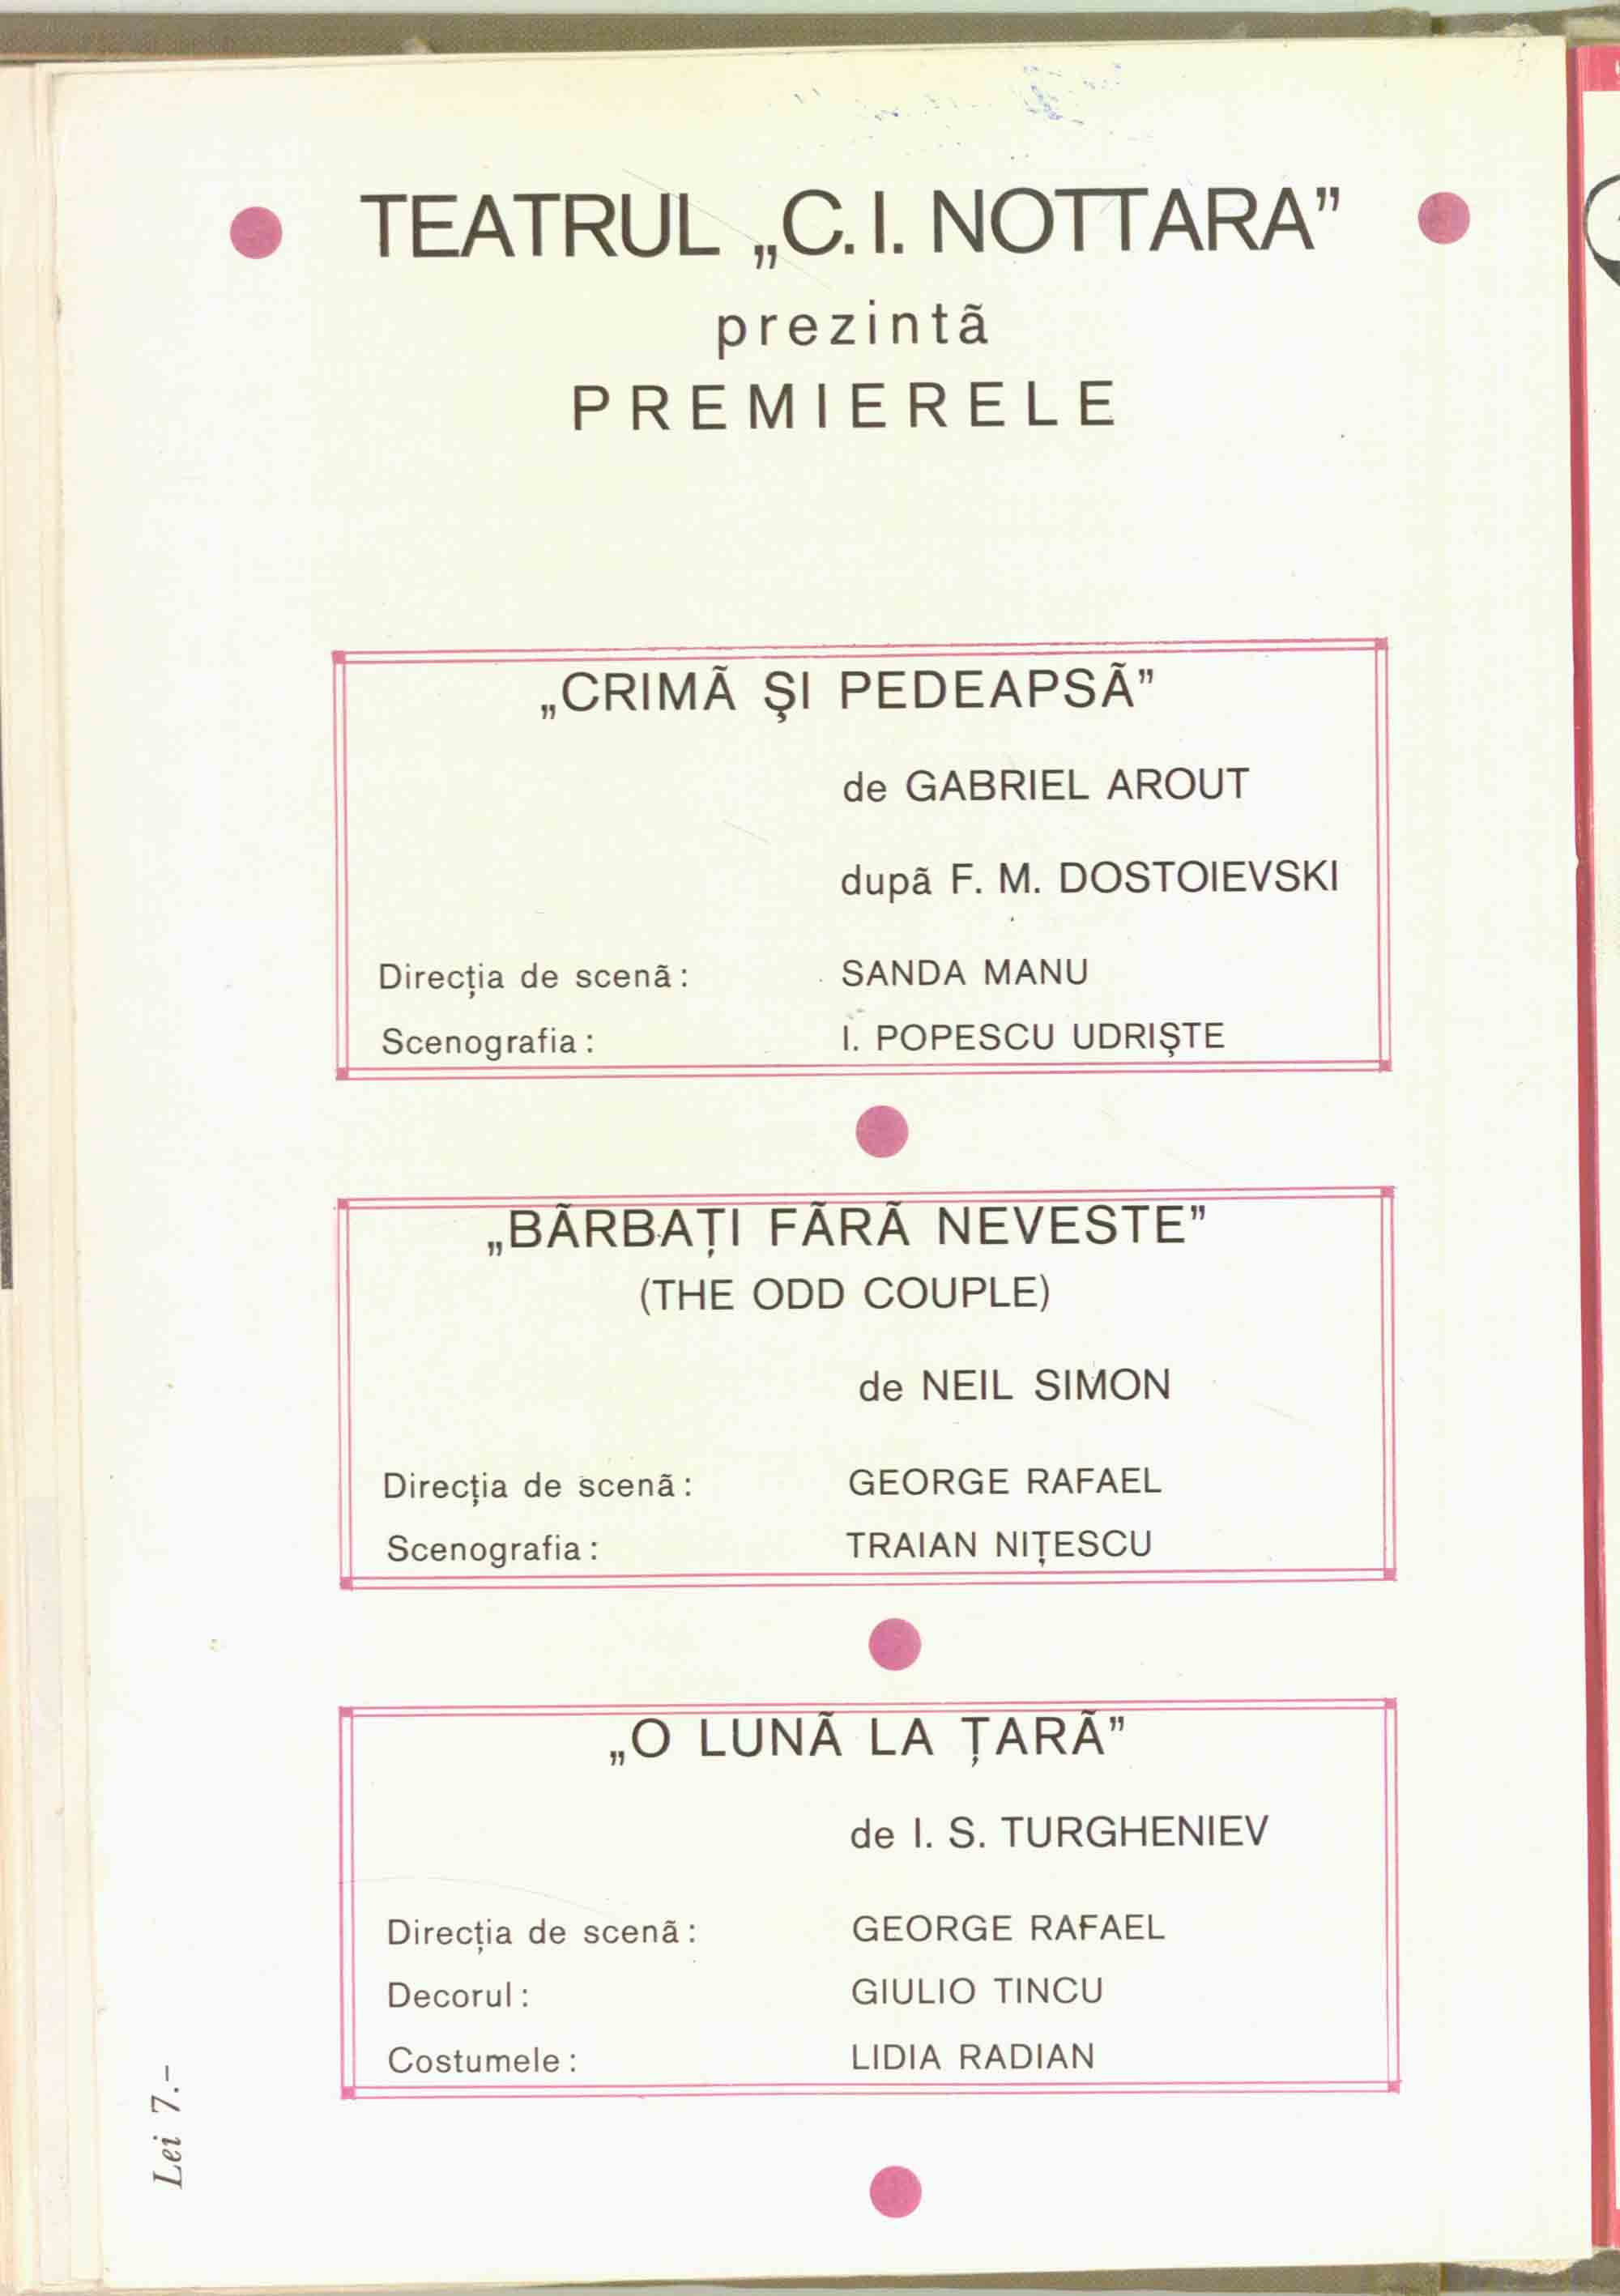 TEATRUL „C. I. NOTTARA”
prezintă
PREMIERELE
„CRIMĂ ŞI PEDEAPSĂ”
de GABRIEL AROUT
după F. M. DOSTOIEVSKI
Direcţia de scenă : SANDA MANU
Scenografia : I. POPESCU UDRIŞTE
„BĂRBAŢI FĂRĂ NEVESTE”
(THE ODD COUPLE)
de NEIL SIMON
Direcţia de scenă : GEORGE RAFAEL
Scenografia : TRAIAN NIŢESCU
„O LUNĂ LA ŢARĂ”
de I. S. TURGHENIEV
Direcţia de scenă : GEORGE RAFAEL
Decorul : GIULIO TINCU
Costumele : LIDIA RADIAN
Lei 7.–